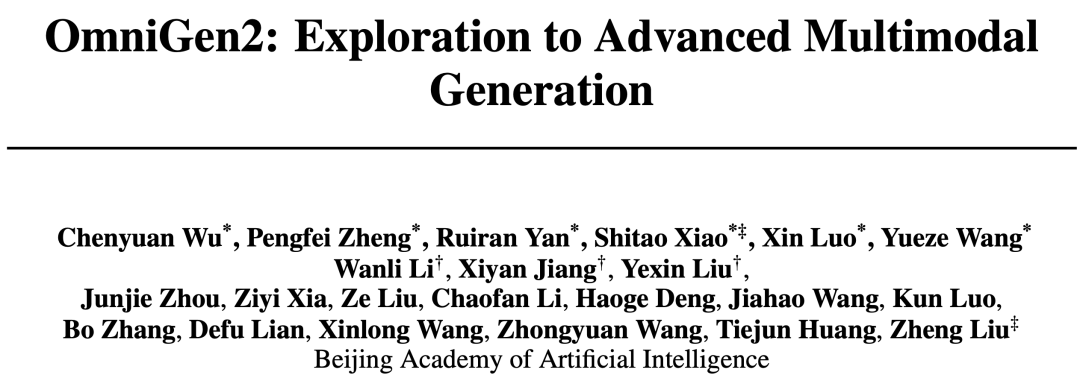 OmniGen2: Exploration to Advanced Multimodal
Generation
Chenyuan Wu*, Pengfei Zheng*, Ruiran Yan*, Shitao Xiao*‡, Xin Luo*, Yueze Wang*
Wanli Li†, Xiyan Jiang†, Yexin Liu†,
Junjie Zhou, Ziyi Xia, Ze Liu, Chaofan Li, Haoge Deng, Jiahao Wang, Kun Luo,
Bo Zhang, Defu Lian, Xinlong Wang, Zhongyuan Wang, Tiejun Huang, Zheng Liu‡
Beijing Academy of Artificial Intelligence